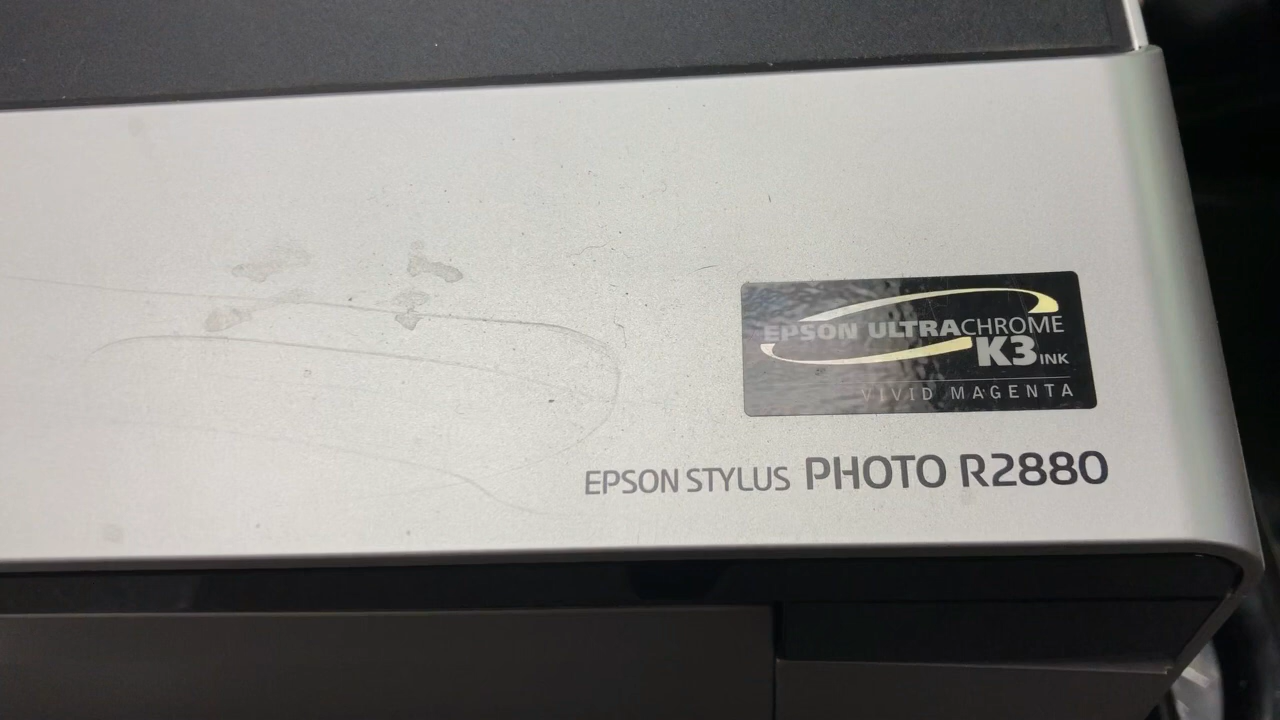 EPSON ULTRACHROME
K3 INK
VIVID MAGENTA
EPSON STYLUS PHOTO R2880